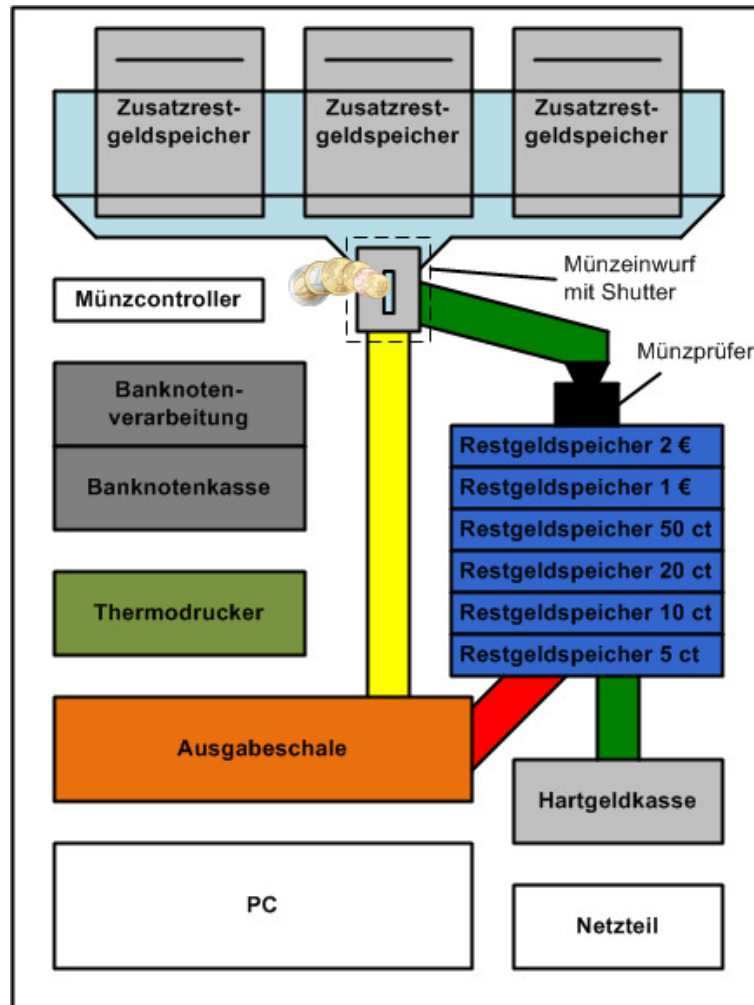 Zusatzrest-
geldspeicher
Zusatzrest-
geldspeicher
Zusatzrest-
geldspeicher
Münzeinwurf
mit Shutter
Münzcontroller
Münzprüfer
Banknoten-
verarbeitung
Banknotenkasse
Restgeldspeicher 2 €
Restgeldspeicher 1 €
Restgeldspeicher 50 ct
Restgeldspeicher 20 ct
Restgeldspeicher 10 ct
Restgeldspeicher 5 ct
Thermodrucker
Ausgabeschale
Hartgeldkasse
PC
Netzteil